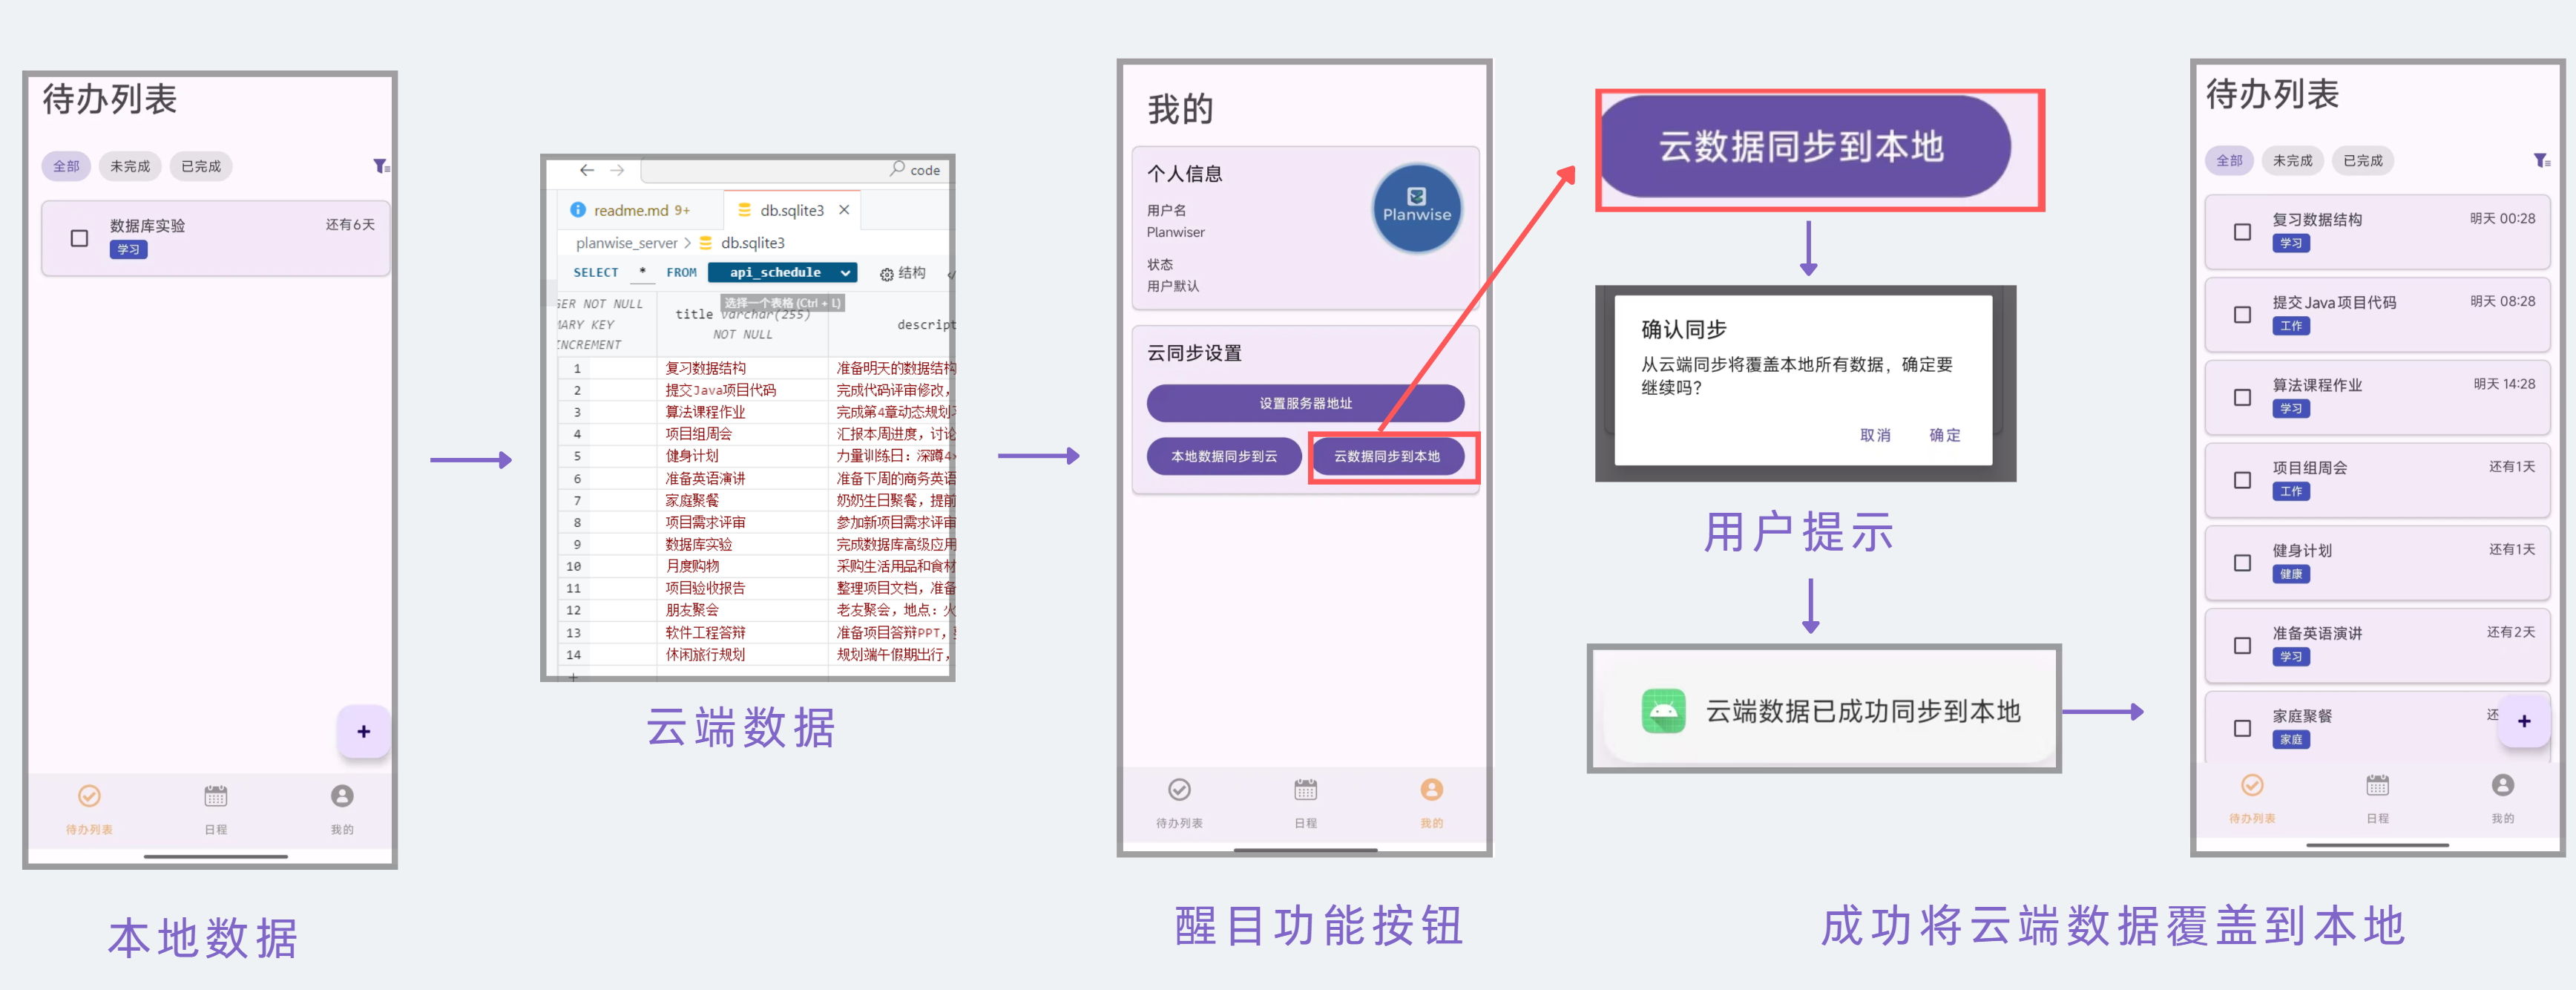 待办列表
全部 未完成 已完成
数据库实验 还有6天
学习
+
待办列表 日程 我的
本地数据
code
readme.md 9+ db.sqlite3
planwise_server > db.sqlite3
SELECT * FROM api_schedule 结构
选择一个表格 (Ctrl + L)
GER NOT NULL
MARY KEY
INCREMENT
title varchar(255)
NOT NULL
descript
1 复习数据结构 准备明天的数据结构
2 提交Java项目代码 完成代码评审修改，
3 算法课程作业 完成第4章动态规划
4 项目组周会 汇报本周进度，讨论
5 健身计划 力量训练日：深蹲4
6 准备英语演讲 准备下周的商务英语
7 家庭聚餐 奶奶生日聚餐，提前
8 项目需求评审 参加新项目需求评审
9 数据库实验 完成数据库高级应用
10 月度购物 采购生活用品和食材
11 项目验收报告 整理项目文档，准备
12 朋友聚会 老友聚会，地点：火
13 软件工程答辩 准备项目答辩PPT，
14 休闲旅行规划 规划端午假期出行，
+
云端数据
我的
个人信息
用户名
Planwiser
状态
用户默认
Planwise
云同步设置
设置服务器地址
本地数据同步到云 云数据同步到本地
待办列表 日程 我的
醒目功能按钮
云数据同步到本地
确认同步
从云端同步将覆盖本地所有数据，确定要
继续吗？
取消 确定
用户提示
云端数据已成功同步到本地
待办列表
全部 未完成 已完成
复习数据结构 明天 00:28
学习
提交Java项目代码 明天 08:28
工作
算法课程作业 明天 14:28
学习
项目组周会 还有1天
工作
健身计划 还有1天
健康
准备英语演讲 还有2天
学习
家庭聚餐 还
家庭
+
待办列表 日程 我的
成功将云端数据覆盖到本地